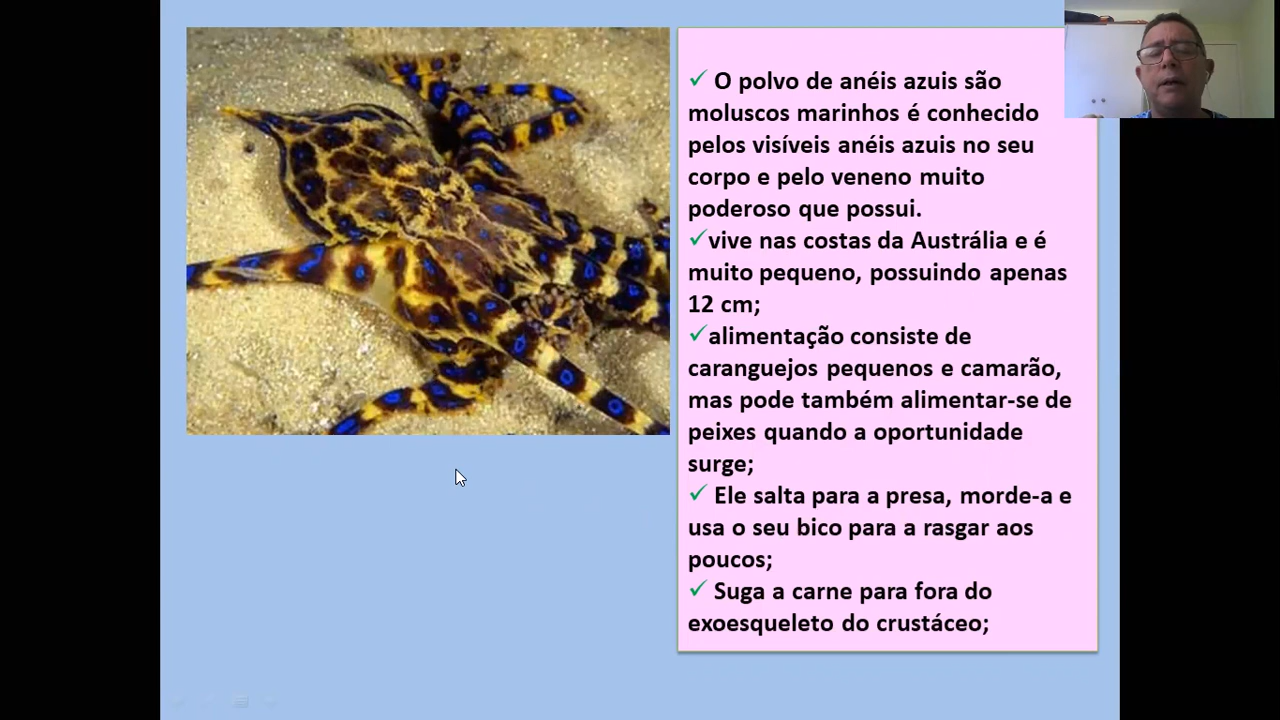 ✓ O polvo de anéis azuis são
moluscos marinhos é conhecido
pelos visíveis anéis azuis no seu
corpo e pelo veneno muito
poderoso que possui.
✓vive nas costas da Austrália e é
muito pequeno, possuindo apenas
12 cm;
✓alimentação consiste de
caranguejos pequenos e camarão,
mas pode também alimentar-se de
peixes quando a oportunidade
surge;
✓ Ele salta para a presa, morde-a e
usa o seu bico para a rasgar aos
poucos;
✓ Suga a carne para fora do
exoesqueleto do crustáceo;